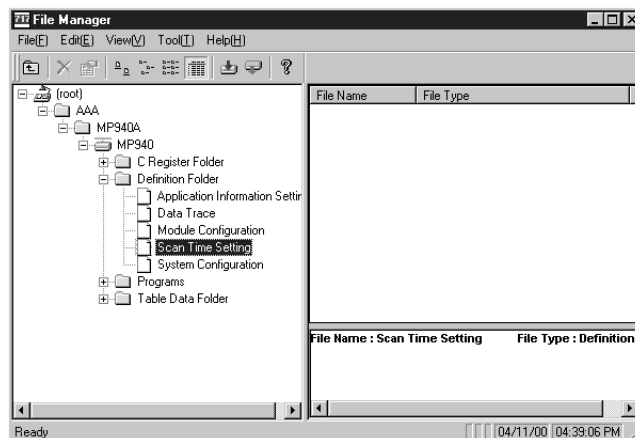 717 File Manager
File(F) Edit(E) View(V) Tool(T) Help(H)
(root)
AAA
MP940A
MP940
C Register Folder
Definition Folder
Application Information Settin
Data Trace
Module Configuration
Scan Time Setting
System Configuration
Programs
Table Data Folder
File Name File Type
File Name : Scan Time Setting File Type : Definition
Ready 04/11/00 04:39:06 PM